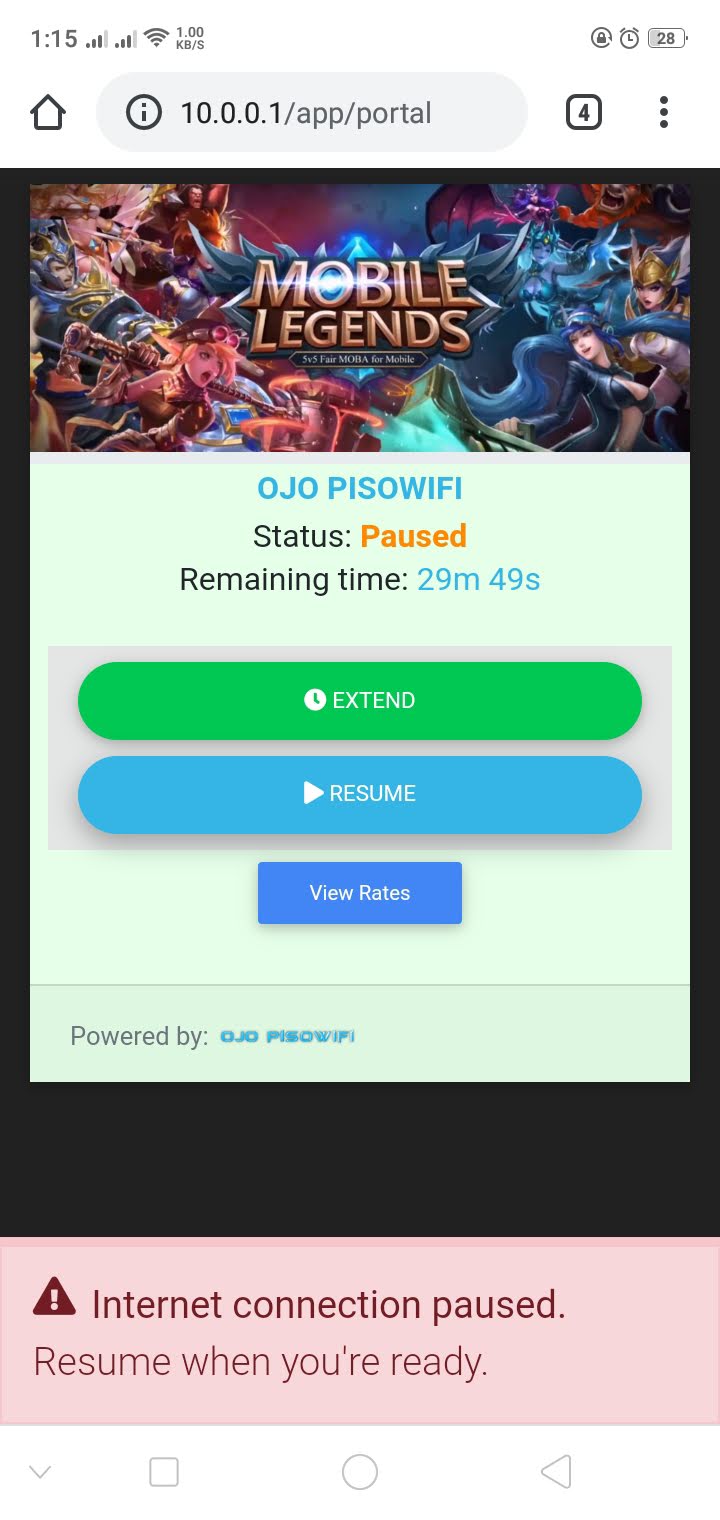 1:15 1.00 KB/S 28
10.0.0.1/app/portal 4
MOBILE
LEGENDS
5v5 Fair MOBA for Mobile
OJO PISOWIFI
Status: Paused
Remaining time: 29m 49s
EXTEND
RESUME
View Rates
Powered by: OJO PISOWIFI
Internet connection paused.
Resume when you're ready.